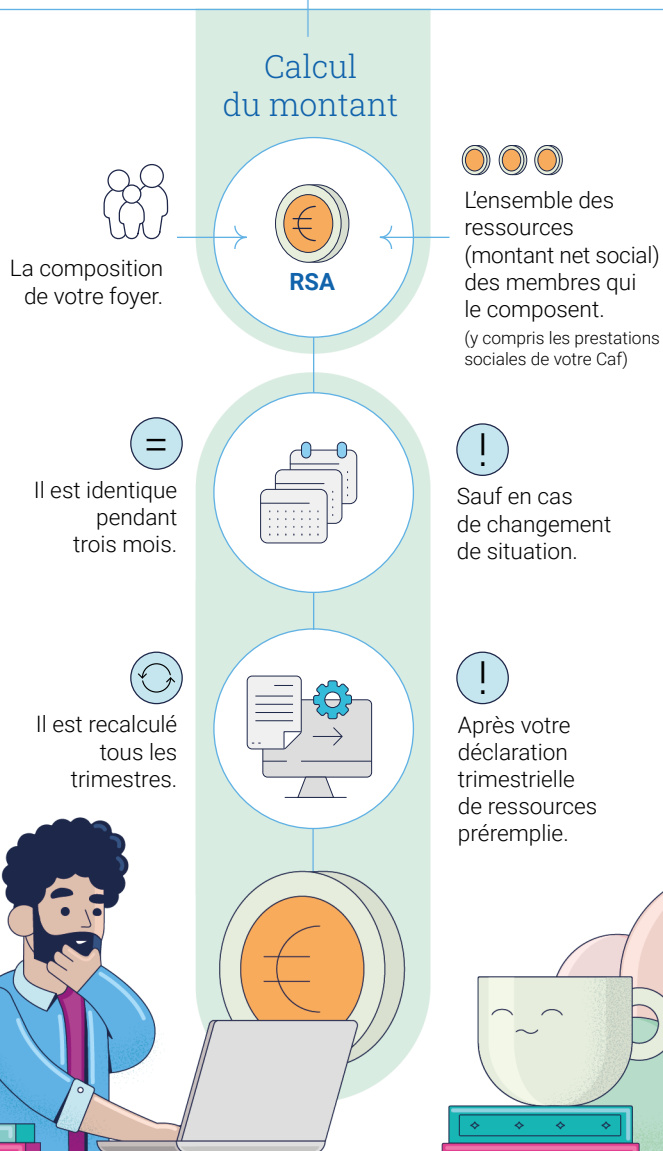 Calcul
du montant
La composition
de votre foyer.
RSA
L'ensemble des
ressources
(montant net social)
des membres qui
le composent.
(y compris les prestations
sociales de votre Caf)
=
Il est identique
pendant
trois mois.
!
Sauf en cas
de changement
de situation.
Il est recalculé
tous les
trimestres.
!
Après votre
déclaration
trimestrielle
de ressources
préremplie.